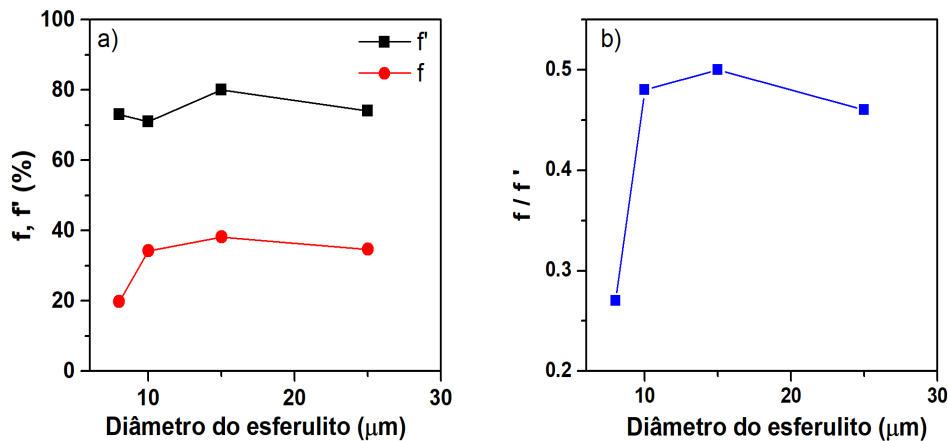 a)
f'
f
f, f' (%)
100
80
60
40
20
0
10
20
30
Diâmetro do esferulito (μm)
b)
f / f '
0.5
0.4
0.3
0.2
10
20
30
Diâmetro do esferulito (μm)